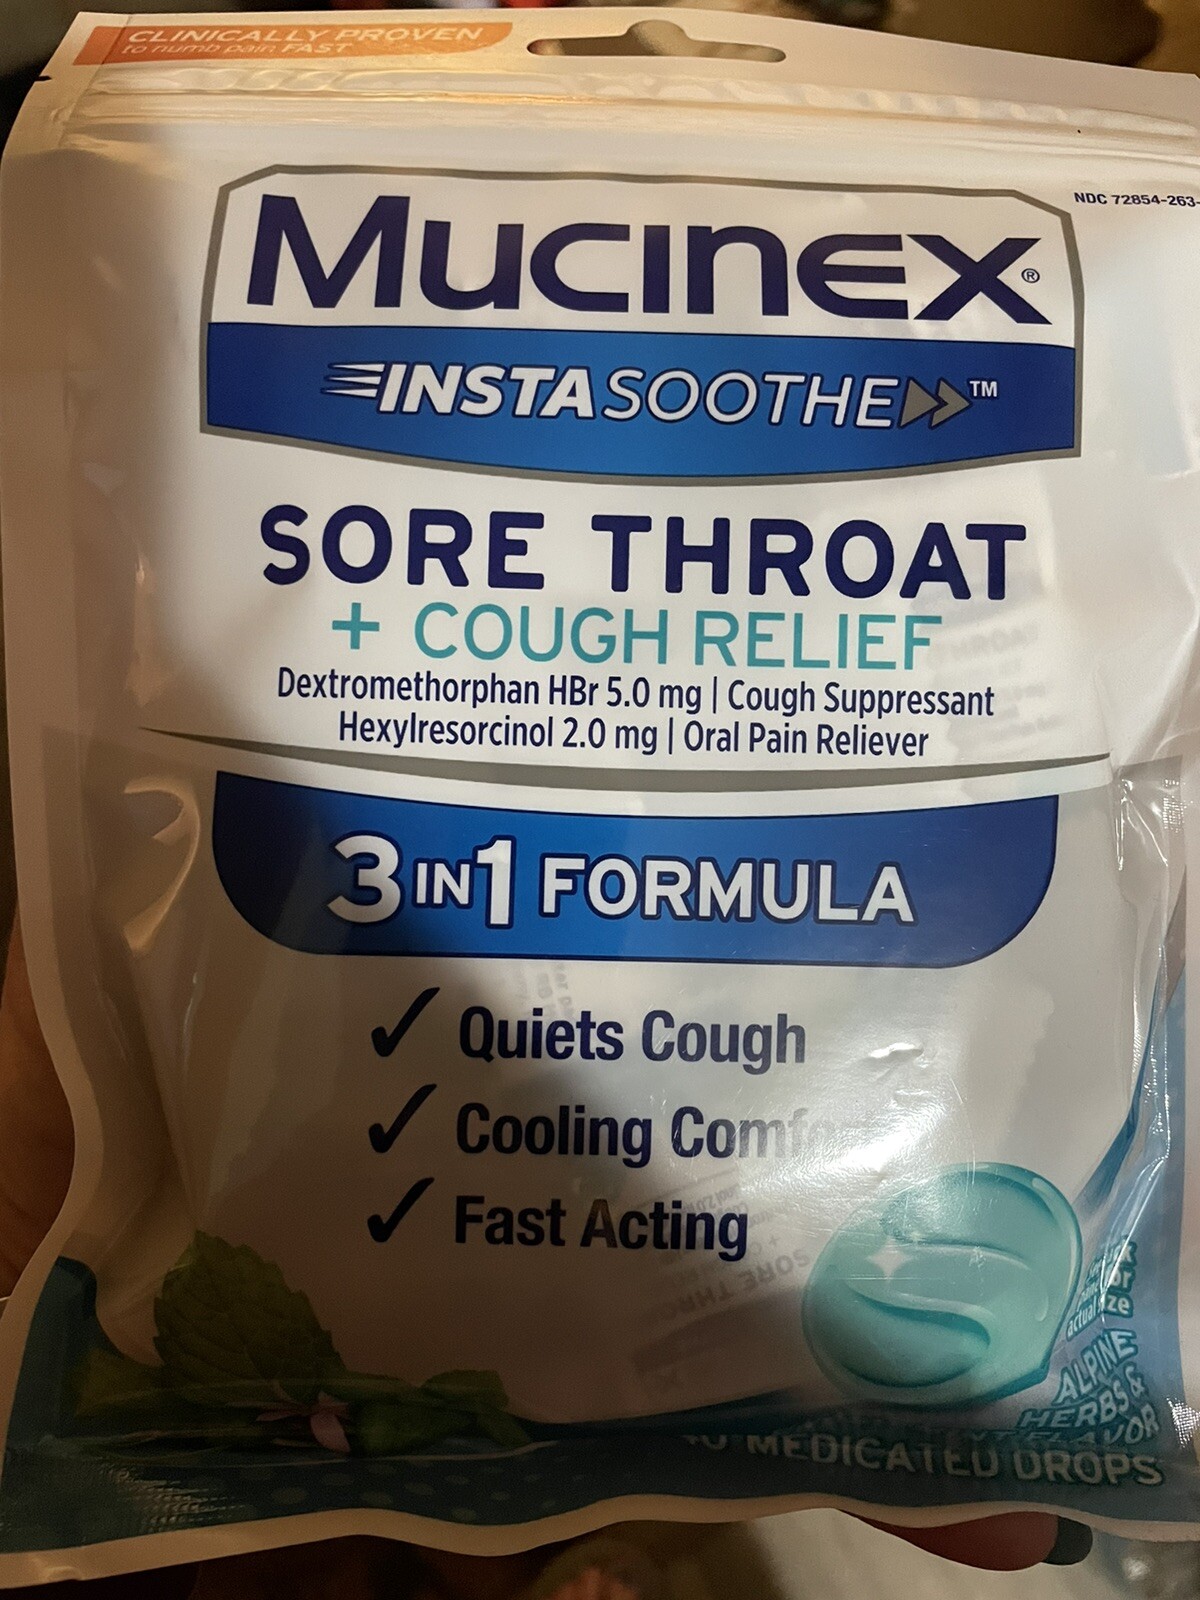 CLINICALLY PROVEN
to numb pain FAST
NDC 72854-263-
Mucinex®
INSTASOOTHE™
SORE THROAT
+ COUGH RELIEF
Dextromethorphan HBr 5.0 mg | Cough Suppressant
Hexylresorcinol 2.0 mg | Oral Pain Reliever
3 IN 1 FORMULA
✓ Quiets Cough
✓ Cooling Comfo
✓ Fast Acting
actual
ALPINE
HERBS &
FLAVOR
MEDICATED DROPS